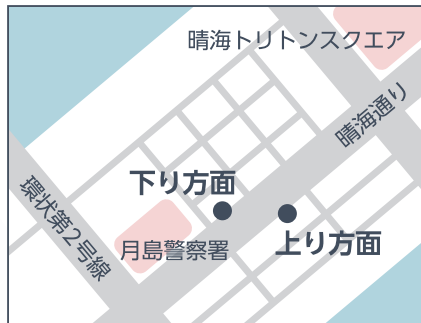 晴海トリトンスクエア
晴海通り
下り方面
環状第2号線
月島警察署
上り方面